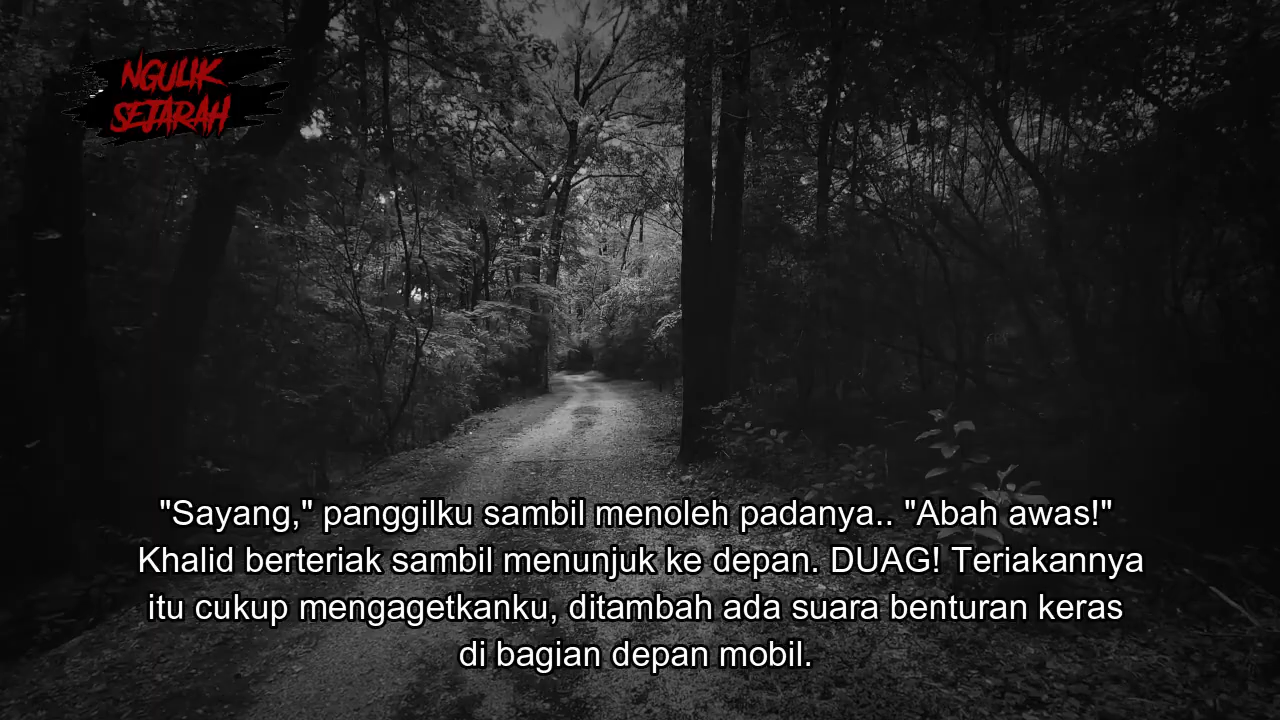 NGULIK
SEJARAH
"Sayang," panggilku sambil menoleh padanya.. "Abah awas!"
Khalid berteriak sambil menunjuk ke depan. DUAG! Teriakannya
itu cukup mengagetkanku, ditambah ada suara benturan keras
di bagian depan mobil.